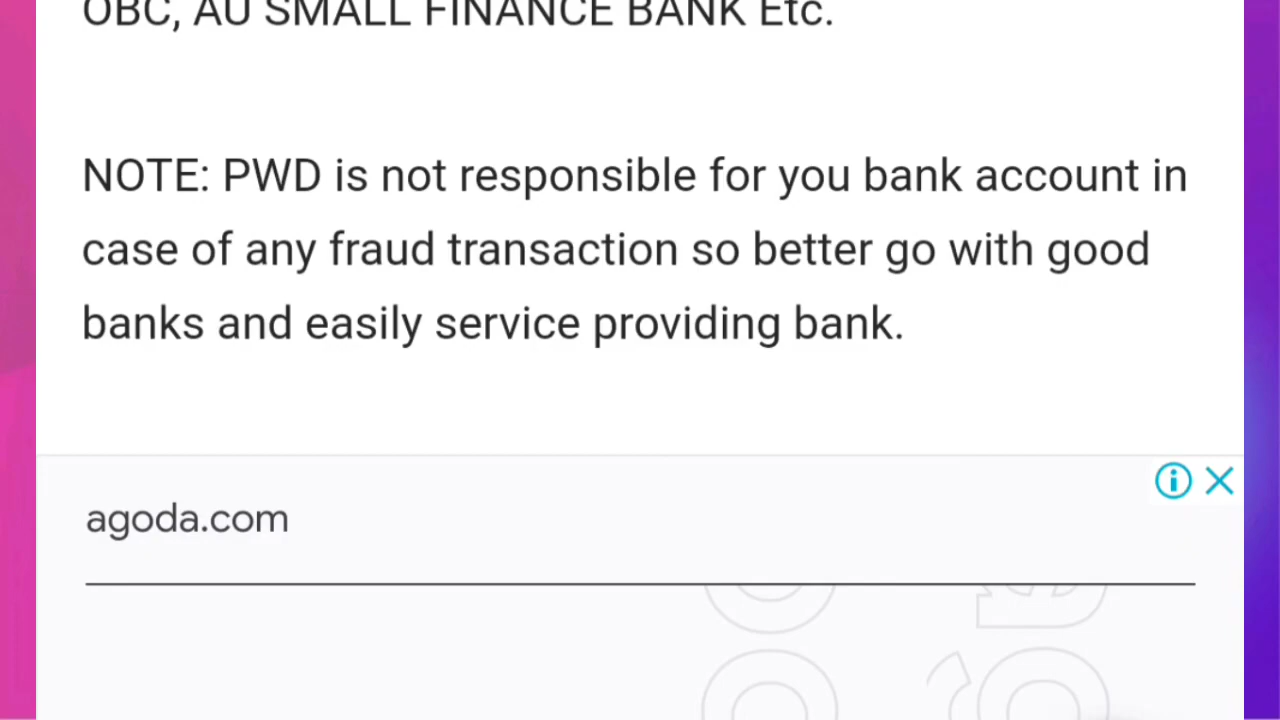 OBC, AU SMALL FINANCE BANK Etc.
NOTE: PWD is not responsible for you bank account in
case of any fraud transaction so better go with good
banks and easily service providing bank.
agoda.com